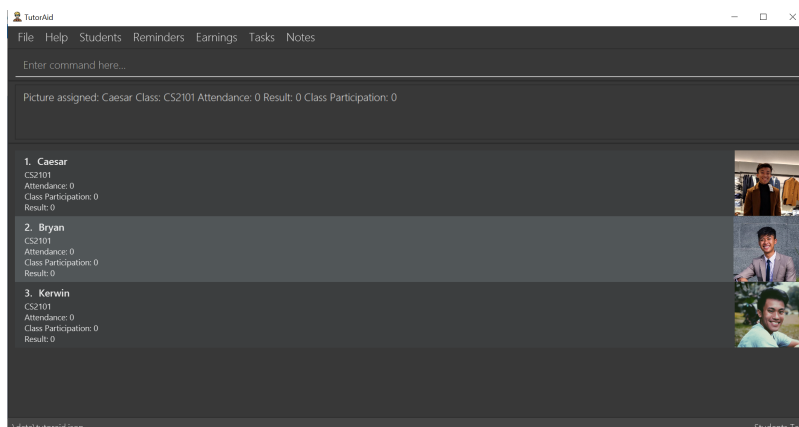 TutorAid
File Help Students Reminders Earnings Tasks Notes
Enter command here...
Picture assigned: Caesar Class: CS2101 Attendance: 0 Result: 0 Class Participation: 0
1. Caesar
CS2101
Attendance: 0
Class Participation: 0
Result: 0
2. Bryan
CS2101
Attendance: 0
Class Participation: 0
Result: 0
3. Kerwin
CS2101
Attendance: 0
Class Participation: 0
Result: 0